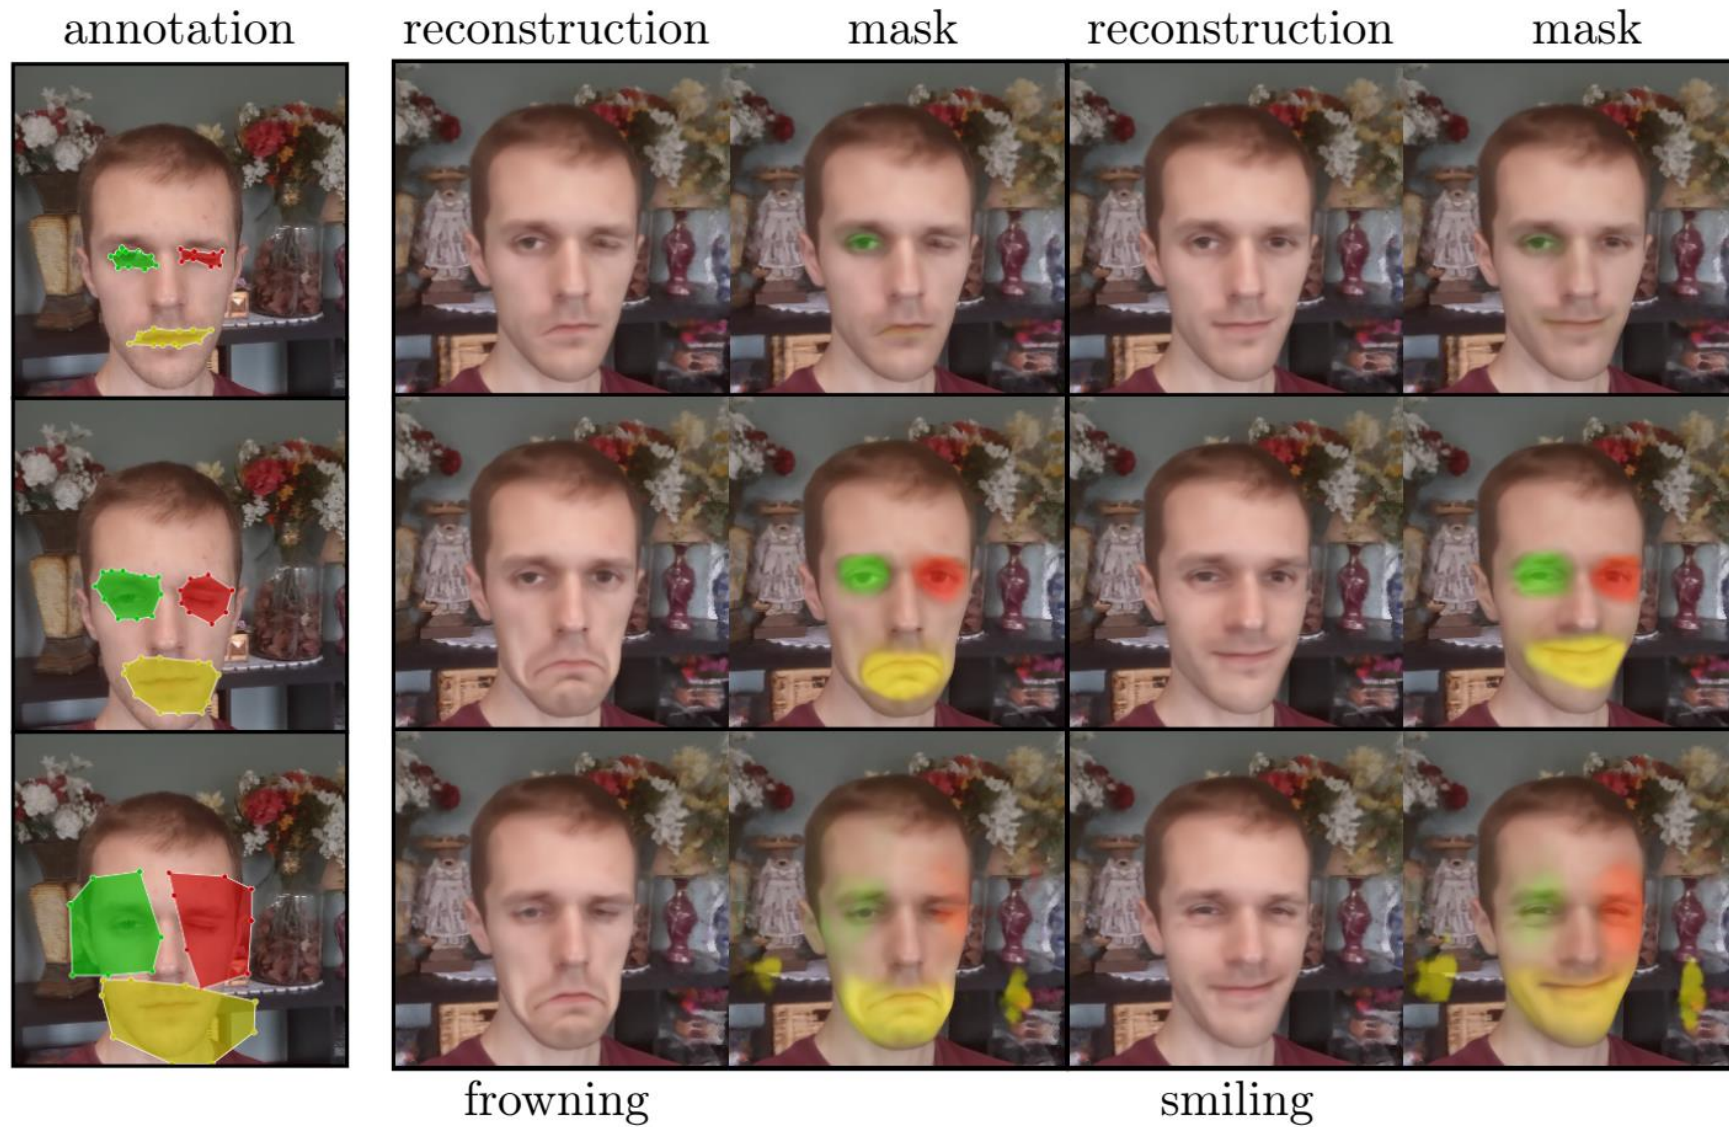 annotation reconstruction mask reconstruction mask
frowning smiling